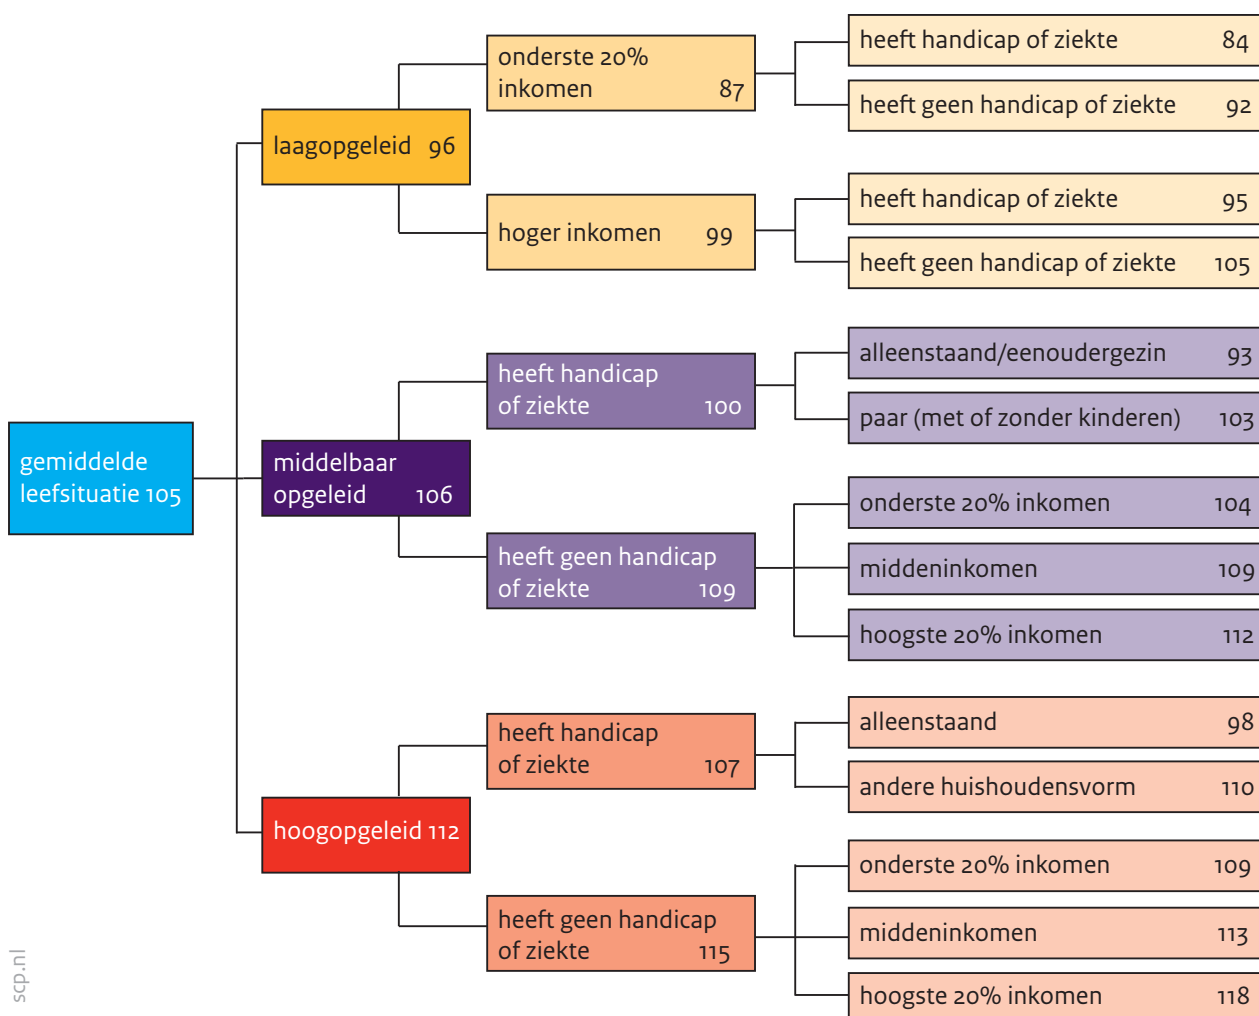 gemiddelde
leefsituatie 105
laagopgeleid 96
onderste 20%
inkomen 87
heeft handicap of ziekte 84
heeft geen handicap of ziekte 92
hoger inkomen 99
heeft handicap of ziekte 95
heeft geen handicap of ziekte 105
middelbaar
opgeleid 106
heeft handicap
of ziekte 100
alleenstaand/eenoudergezin 93
paar (met of zonder kinderen) 103
heeft geen handicap
of ziekte 109
onderste 20% inkomen 104
middeninkomen 109
hoogste 20% inkomen 112
hoogopgeleid 112
heeft handicap
of ziekte 107
alleenstaand 98
andere huishoudensvorm 110
heeft geen handicap
of ziekte 115
onderste 20% inkomen 109
middeninkomen 113
hoogste 20% inkomen 118
scp.nl